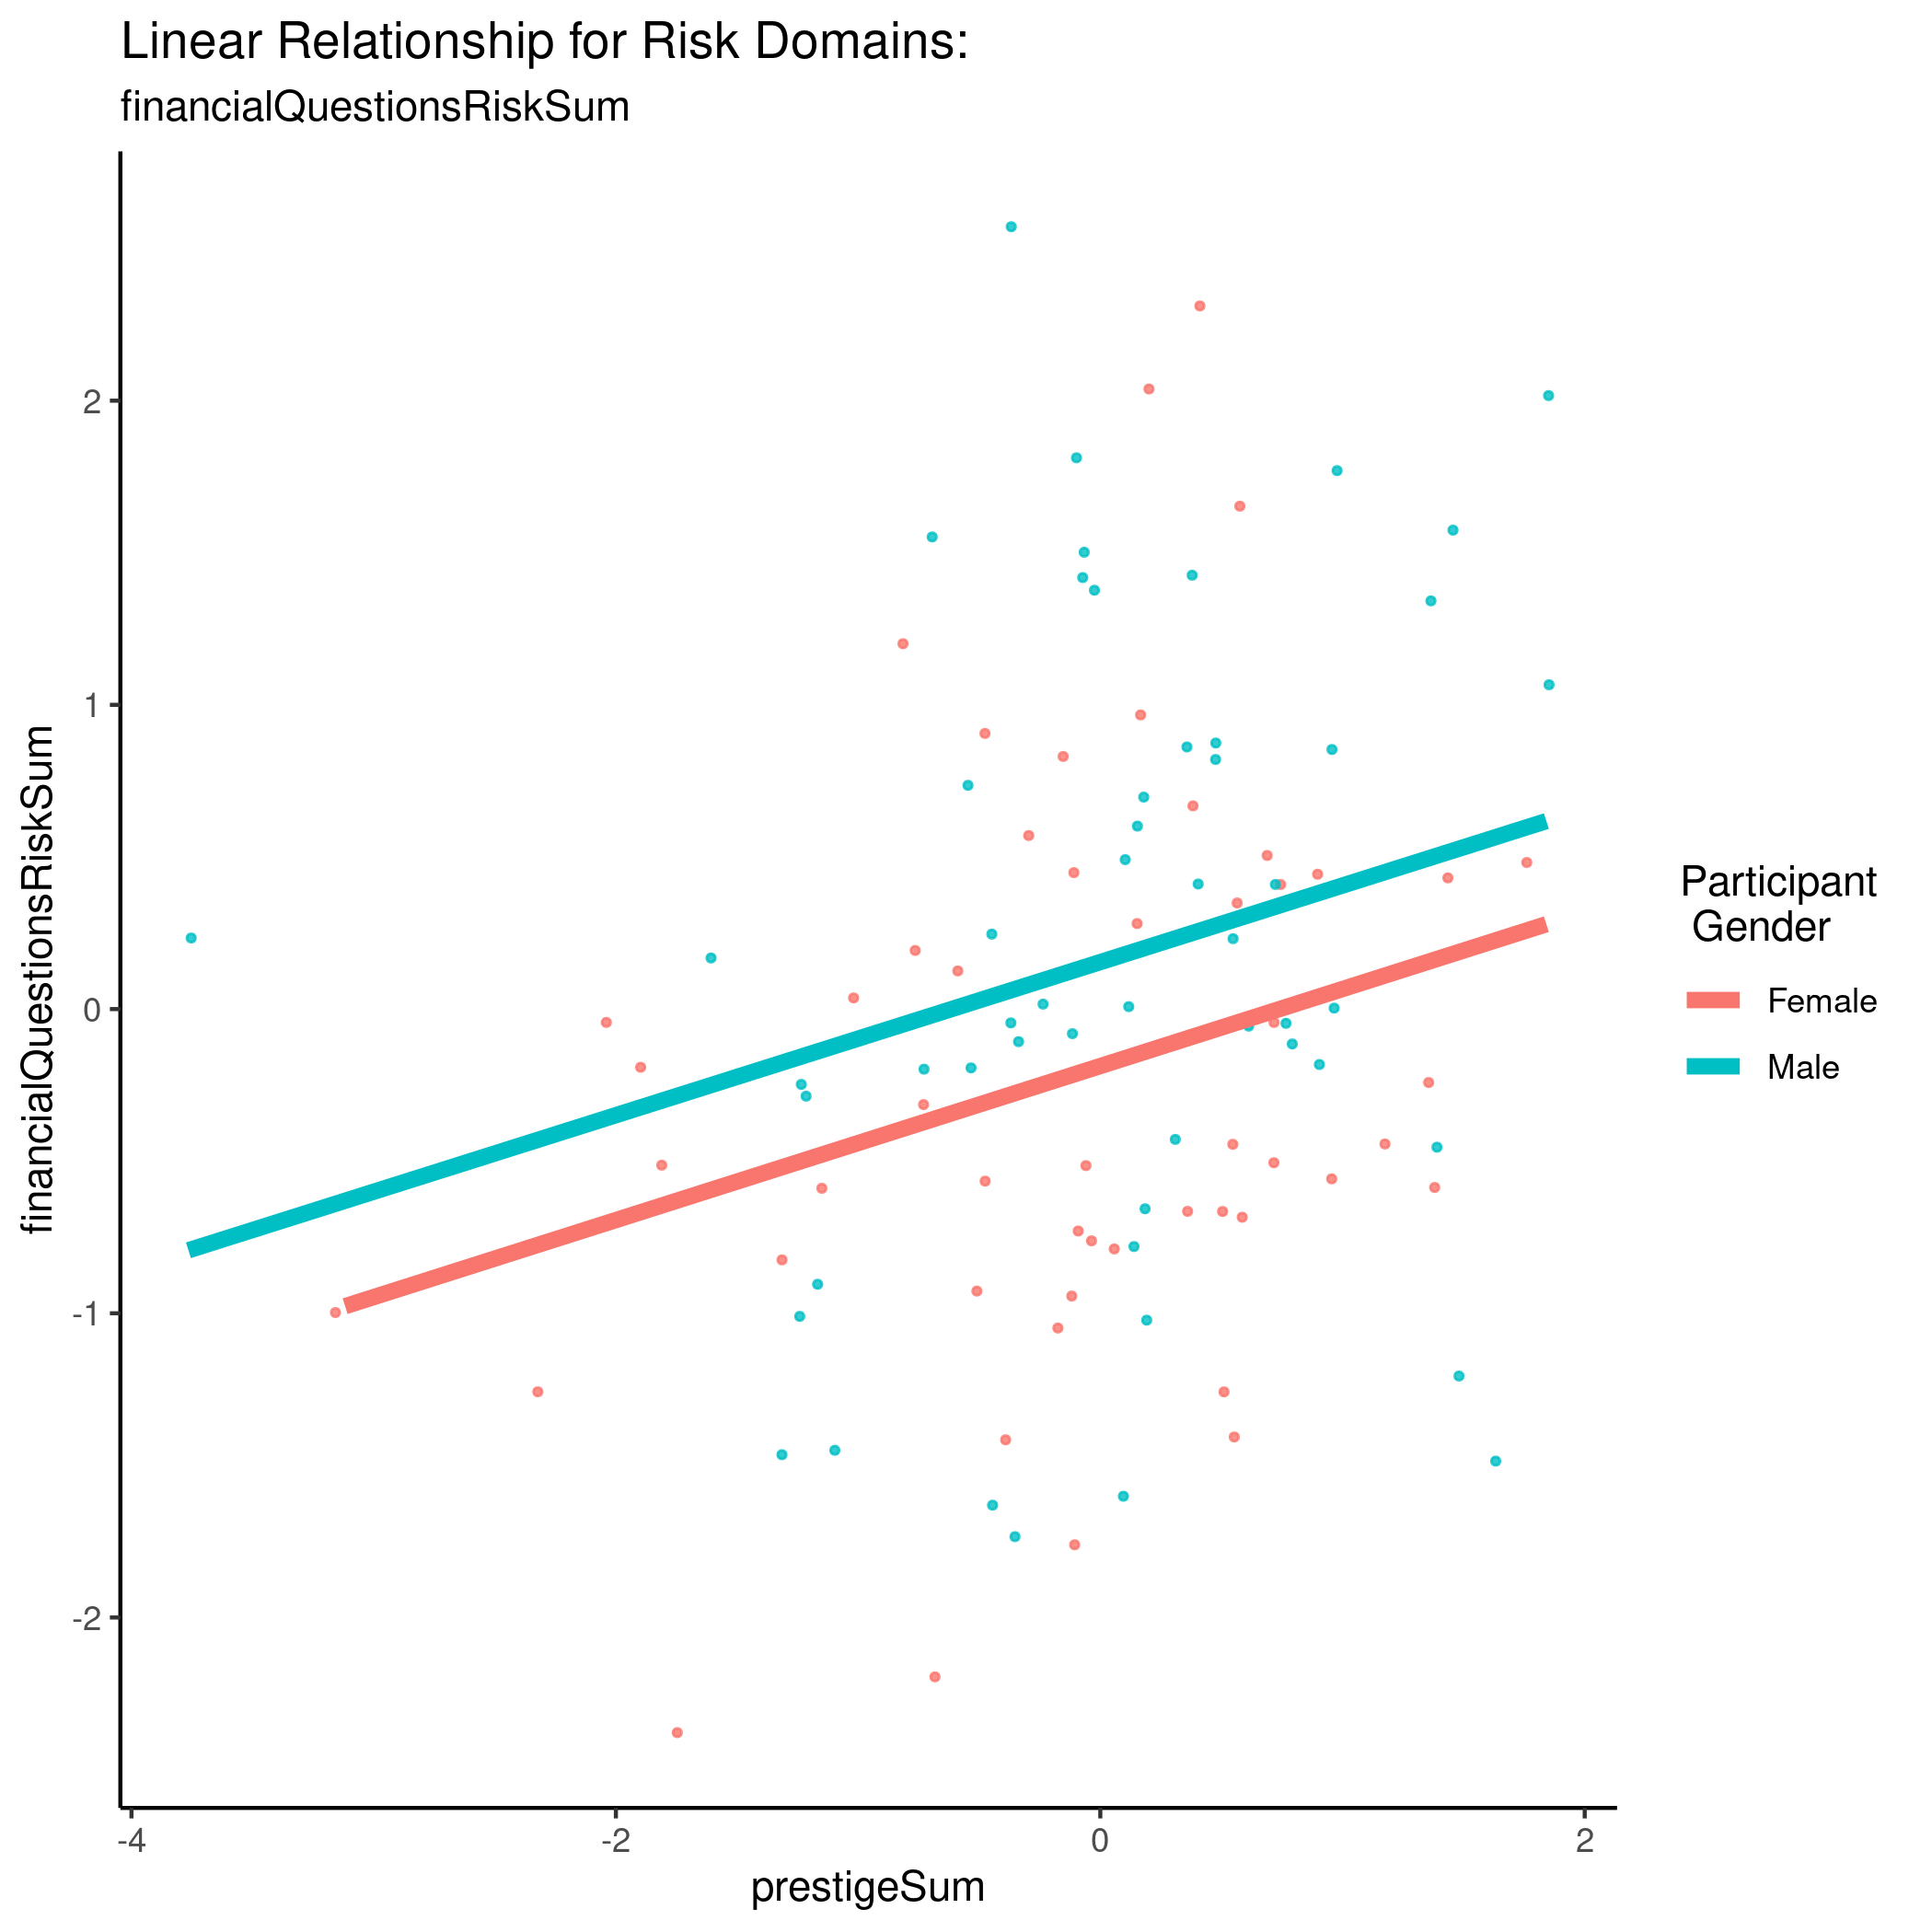 Linear Relationship for Risk Domains:
financialQuestionsRiskSum
financialQuestionsRiskSum
2
1
0
-1
-2
-4
-2
0
2
prestigeSum
Participant
Gender
Female
Male